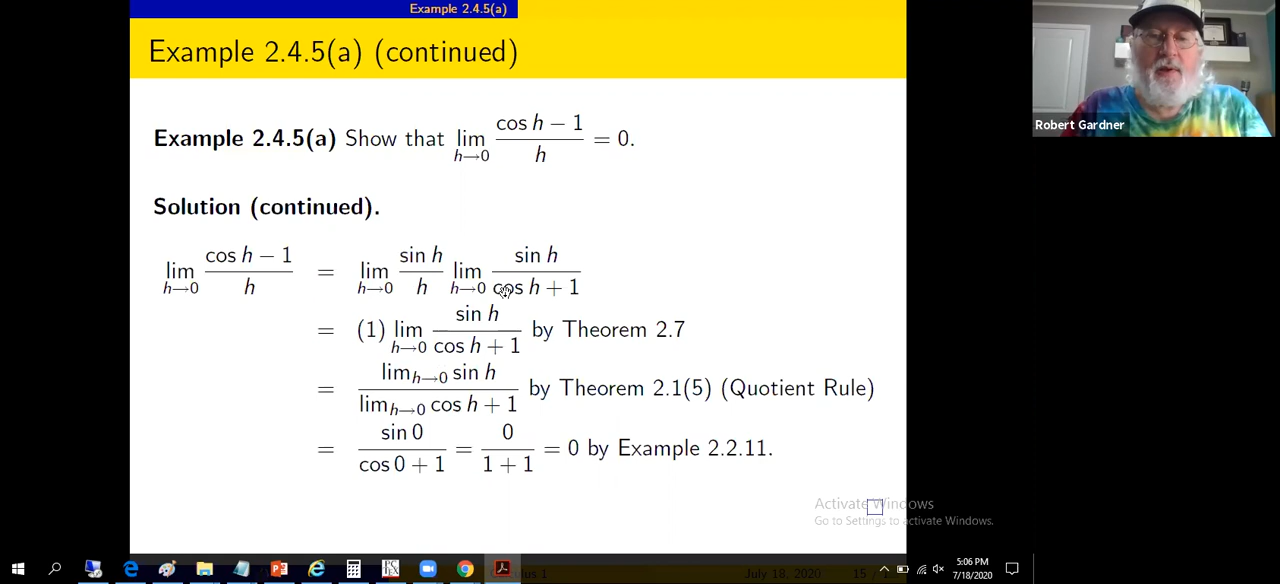 Example 2.4.5(a)
Example 2.4.5(a) (continued)
Example 2.4.5(a) Show that lim_{h→0} (cos h − 1)/h = 0.
Solution (continued).
lim_{h→0} (cos h − 1)/h = lim_{h→0} (sin h)/h lim_{h→0} (sin h)/(cos h + 1)
= (1) lim_{h→0} (sin h)/(cos h + 1) by Theorem 2.7
= (lim_{h→0} sin h)/(lim_{h→0} cos h + 1) by Theorem 2.1(5) (Quotient Rule)
= (sin 0)/(cos 0 + 1) = 0/(1 + 1) = 0 by Example 2.2.11.
Robert Gardner
Activate Windows
Go to Settings to activate Windows.
July 18, 2020 15 /
5:06 PM
7/18/2020